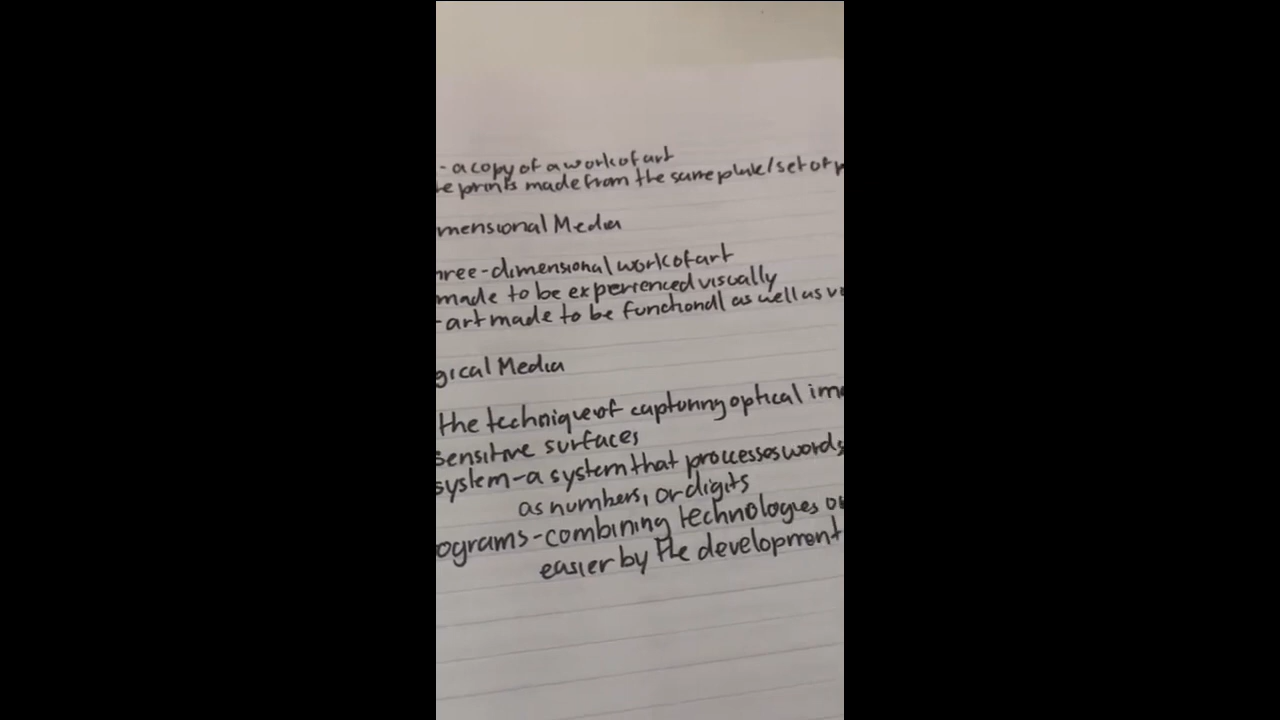 - a copy of a work of art
prints made from the same plate/set of
mensional Media
hree-dimensional work of art
made to be experienced visually
-art made to be functional as well as
gical Media
the technique of capturing optical
sensitive surfaces
system-a system that processes words
as numbers, or digits
ograms-combining technologies
easier by the development